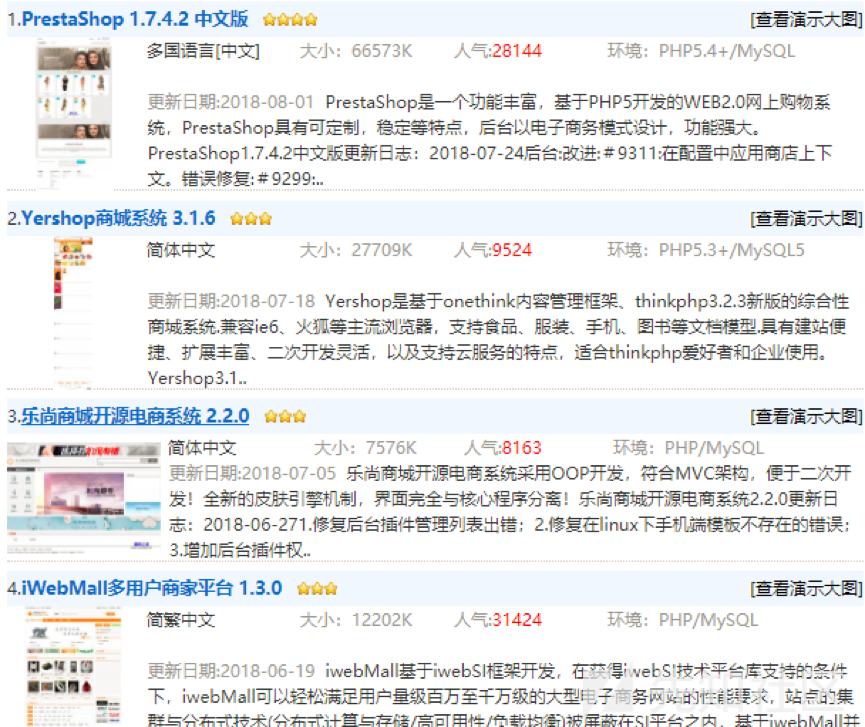 1.PrestaShop 1.7.4.2 中文版 [查看演示大图]
多国语言[中文] 大小：66573K 人气:28144 环境：PHP5.4+/MySQL
更新日期:2018-08-01 PrestaShop是一个功能丰富，基于PHP5开发的WEB2.0网上购物系
统，PrestaShop具有可定制，稳定等特点，后台以电子商务模式设计，功能强大。
PrestaShop1.7.4.2中文版更新日志：2018-07-24后台:改进:＃9311:在配置中应用商店上下
文。错误修复:＃9299:..
2.Yershop商城系统 3.1.6 [查看演示大图]
简体中文 大小：27709K 人气:9524 环境：PHP5.3+/MySQL5
更新日期:2018-07-18 Yershop是基于onethink内容管理框架、thinkphp3.2.3新版的综合性
商城系统.兼容ie6、火狐等主流浏览器，支持食品、服装、手机、图书等文档模型.具有建站便
捷、扩展丰富、二次开发灵活，以及支持云服务的特点，适合thinkphp爱好者和企业使用。
Yershop3.1..
3.乐尚商城开源电商系统 2.2.0 [查看演示大图]
简体中文 大小：7576K 人气:8163 环境：PHP/MySQL
更新日期:2018-07-05 乐尚商城开源电商系统采用OOP开发，符合MVC架构，便于二次开
发！全新的皮肤引擎机制，界面完全与核心程序分离！乐尚商城开源电商系统2.2.0更新日
志：2018-06-271.修复后台插件管理列表出错；2.修复在linux下手机端模板不存在的错误；
3.增加后台插件权..
4.iWebMall多用户商家平台 1.3.0 [查看演示大图]
简繁中文 大小：12202K 人气:31424 环境：PHP/MySQL
更新日期:2018-06-19 iwebMall基于iwebSI框架开发，在获得iwebSI技术平台库支持的条件
下，iwebMall可以轻松满足用户量级百万至千万级的大型电子商务网站的性能要求，站点的集
群与分布式技术(分布式计算与存储/高可用性/负载均衡)被屏蔽在SI平台之内，基于iwebMall并